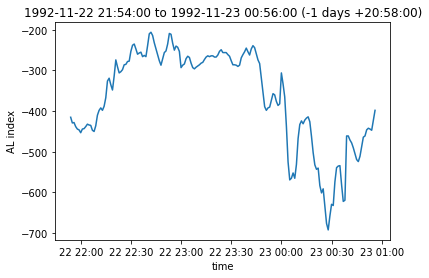 1992-11-22 21:54:00 to 1992-11-23 00:56:00 (-1 days +20:58:00)
−200
−300
−400
−500
−600
−700
AL index
22 22:00 22 22:30 22 23:00 22 23:30 23 00:00 23 00:30 23 01:00
time